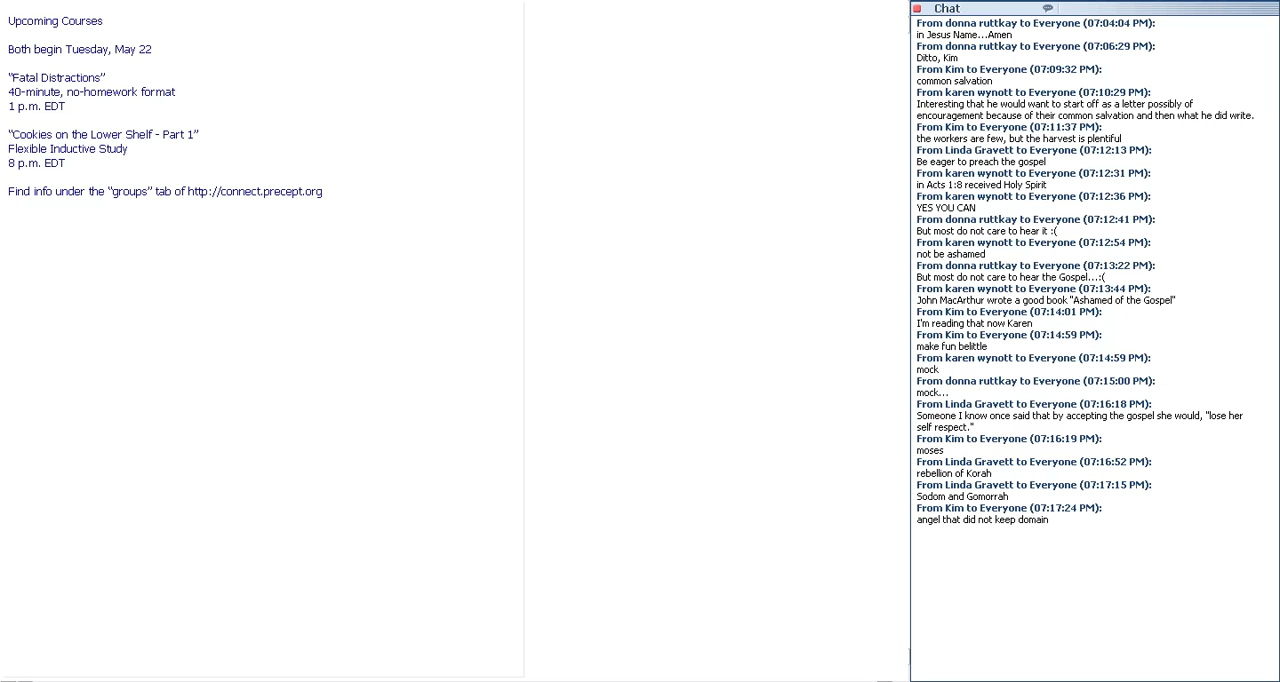 Upcoming Courses
Both begin Tuesday, May 22
"Fatal Distractions"
40-minute, no-homework format
1 p.m. EDT
"Cookies on the Lower Shelf - Part 1"
Flexible Inductive Study
8 p.m. EDT
Find info under the "groups" tab of http://connect.precept.org
Chat
From donna ruttkay to Everyone (07:04:04 PM):
in Jesus Name...Amen
From donna ruttkay to Everyone (07:06:29 PM):
Ditto, Kim
From Kim to Everyone (07:09:32 PM):
common salvation
From karen wynott to Everyone (07:10:29 PM):
Interesting that he would want to start off as a letter possibly of
encouragement because of their common salvation and then what he did write.
From Kim to Everyone (07:11:37 PM):
the workers are few, but the harvest is plentiful
From Linda Gravett to Everyone (07:12:13 PM):
Be eager to preach the gospel
From karen wynott to Everyone (07:12:31 PM):
in Acts 1:8 received Holy Spirit
From karen wynott to Everyone (07:12:36 PM):
YES YOU CAN
From donna ruttkay to Everyone (07:12:41 PM):
But most do not care to hear it :(
From karen wynott to Everyone (07:12:54 PM):
not be ashamed
From donna ruttkay to Everyone (07:13:22 PM):
But most do not care to hear the Gospel...:(
From karen wynott to Everyone (07:13:44 PM):
John MacArthur wrote a good book "Ashamed of the Gospel"
From Kim to Everyone (07:14:01 PM):
I'm reading that now Karen
From Kim to Everyone (07:14:59 PM):
make fun belittle
From karen wynott to Everyone (07:14:59 PM):
mock
From donna ruttkay to Everyone (07:15:00 PM):
mock...
From Linda Gravett to Everyone (07:16:18 PM):
Someone I know once said that by accepting the gospel she would, "lose her
self respect."
From Kim to Everyone (07:16:19 PM):
moses
From Linda Gravett to Everyone (07:16:52 PM):
rebellion of Korah
From Linda Gravett to Everyone (07:17:15 PM):
Sodom and Gomorrah
From Kim to Everyone (07:17:24 PM):
angel that did not keep domain